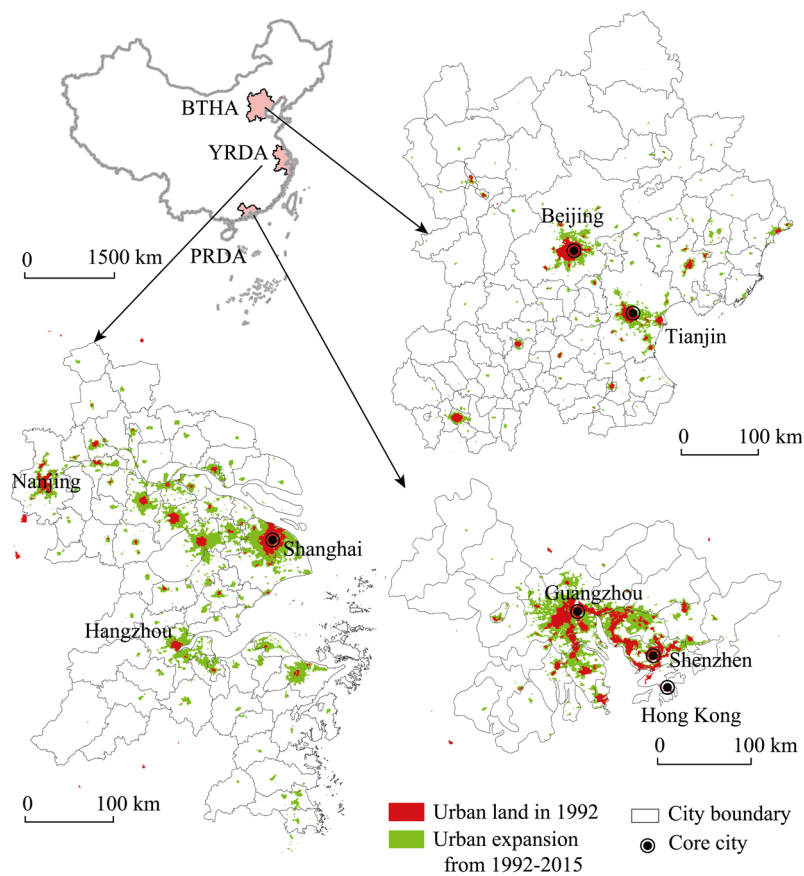 BTHA
YRDA
PRDA
0 1500 km
Beijing
Tianjin
0 100 km
Nanjing
Shanghai
Hangzhou
0 100 km
Guangzhou
Shenzhen
Hong Kong
0 100 km
Urban land in 1992
Urban expansion
from 1992-2015
City boundary
Core city